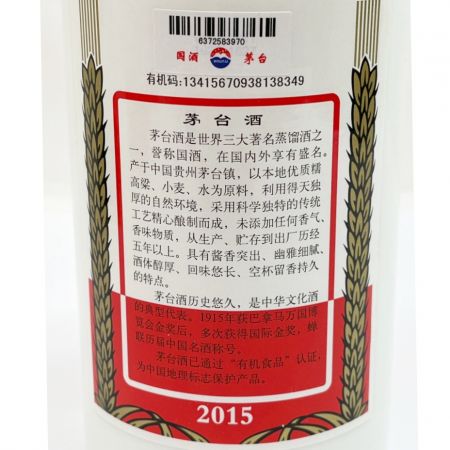 6372583970
国酒 茅台
有机码:13415670938138349
茅台酒
茅台酒是世界三大著名蒸馏酒之
一，誉称国酒，在国内外享有盛名。
产于中国贵州茅台镇，以本地优质糯
高粱、小麦、水为原料，利用得天独
厚的自然环境，采用科学独特的传统
工艺精心酿制而成，未添加任何香气、
香味物质，从生产、贮存到出厂历经
五年以上。具有酱香突出、幽雅细腻、
酒体醇厚、回味悠长、空杯留香持久
的特点。
茅台酒历史悠久，是中华文化酒
的典型代表。1915年获巴拿马万国博
览会金奖后，多次获得国际金奖，蝉
联历届中国名酒称号。
茅台酒已通过“有机食品”认证，
为中国地理标志保护产品。
2015